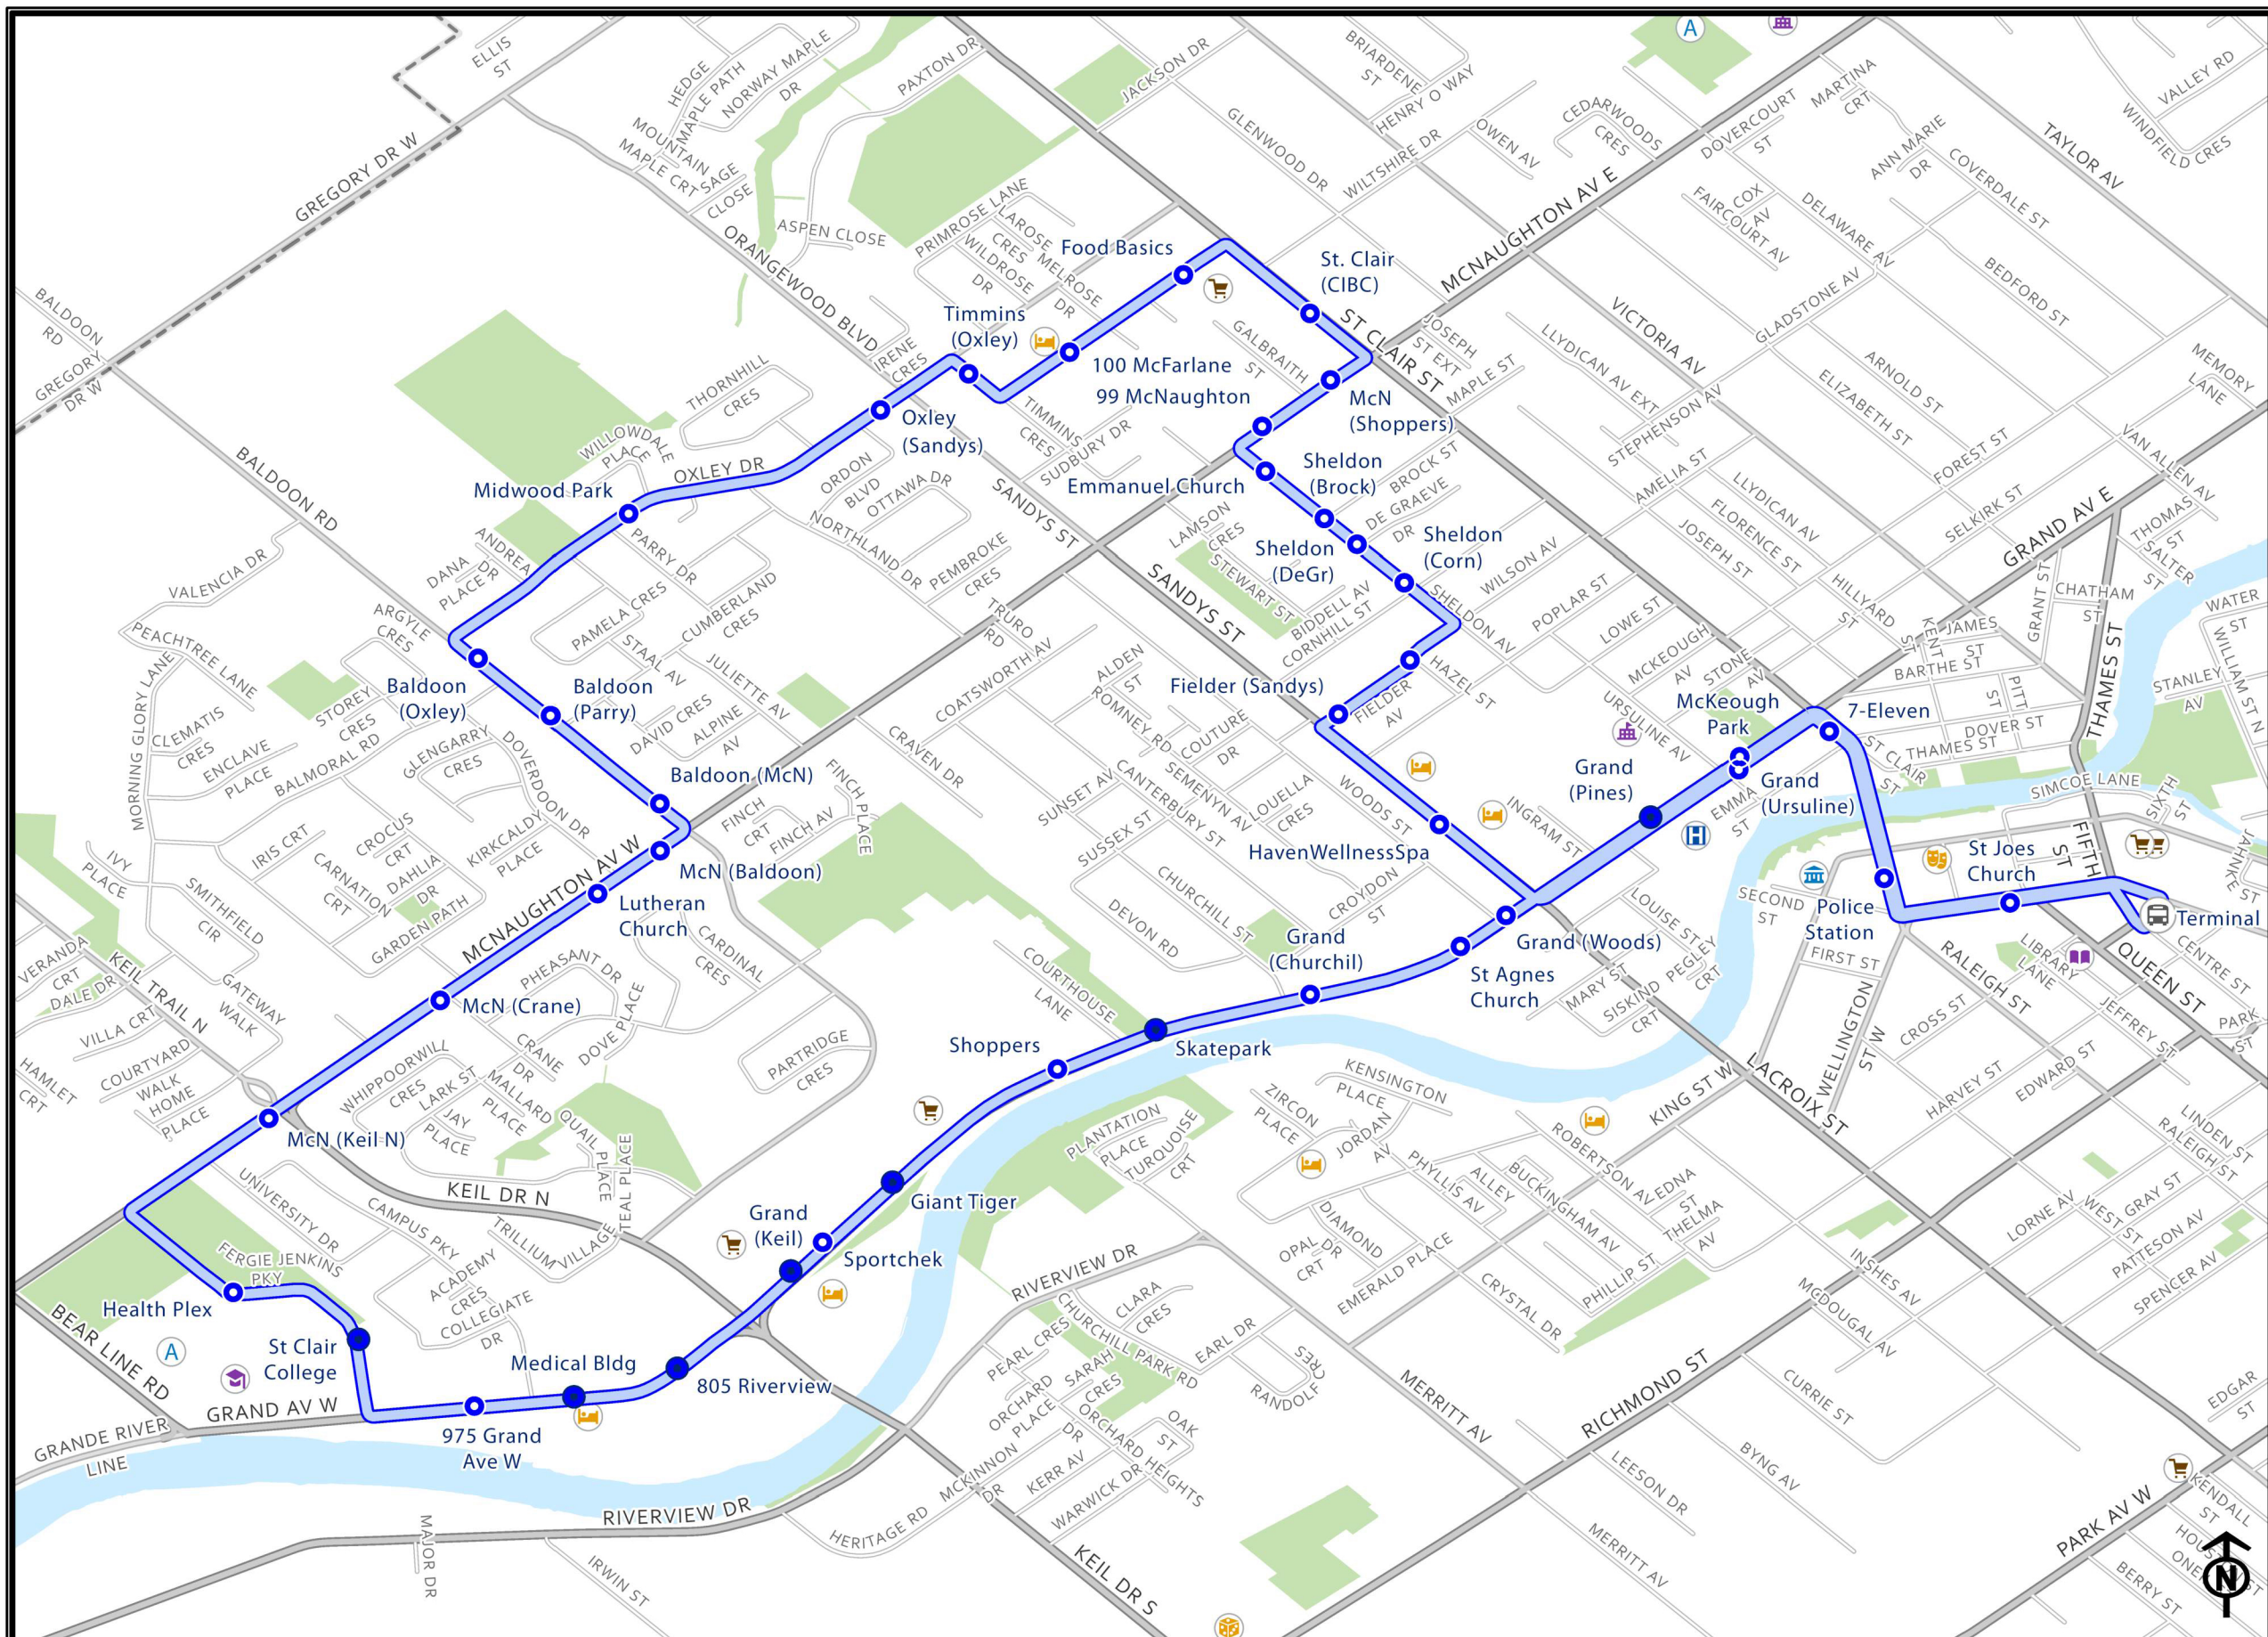 ELLIS
ST
HEDGE
MAPLE PATH
NORWAY MAPLE
DR
PAXTON DR
JACKSON DR
BRIARDENE
ST
HENRY O WAY
A
MARTINA
CRT
VALLEY RD
WINDFIELD CRES
TAYLOR AV
GREGORY DR W
MOUNTAIN
MAPLE CRT
SAGE
CLOSE
ASPEN CLOSE
ORANGEWOOD BLVD
PRIMROSE LANE
LAROSE
CRES
WILDROSE
DR
MELROSE
DR
GLENWOOD DR
WILTSHIRE DR
OWEN AV
CEDARWOODS
CRES
DOVERCOURT
ST
ANN MARIE
DR
COVERDALE ST
MCNAUGHTON AV E
COX
FAIRCOURT AV
DELAWARE AV
BEDFORD ST
Food Basics
St. Clair
(CIBC)
BALDOON
RD
GREGORY
DR W
Timmins
(Oxley)
IRENE
CRES
100 McFarlane
99 McNaughton
GALBRAITH
ST
ST CLAIR ST
JOSEPH
ST EXT
MAPLE ST
McN
(Shoppers)
LLYDICAN AV EXT
VICTORIA AV
GLADSTONE AV
ARNOLD ST
ELIZABETH ST
MEMORY
LANE
STEPHENSON AV
FOREST ST
VAN ALLEN AV
THORNHILL
CRES
WILLOWDALE
PLACE
OXLEY DR
Oxley
(Sandys)
TIMMINS
CRES
SUDBURY DR
ORDON
BLVD
OTTAWA DR
NORTHLAND DR
PEMBROKE
CRES
SANDYS ST
Emmanuel Church
Sheldon
(Brock)
BROCK ST
DE GRAEVE
DR
LAMSON
CRES
STEWART ST
Sheldon
(DeGr)
Sheldon
(Corn)
BIDDELL AV
CORNHILL ST
SHELDON AV
WILSON AV
POPLAR ST
LOWE ST
AMELIA ST
LLYDICAN AV
FLORENCE ST
JOSEPH ST
SELKIRK ST
GRAND AV E
THOMAS
ST
SALTER
ST
HILLYARD
ST
KENT
ST
JAMES
ST
BARTHE ST
GRANT ST
CHATHAM
ST
WATER
ST
WILLIAM ST N
STANLEY
AV
THAMES ST
PITT
ST
DOVER ST
THAMES ST
ST CLAIR
ST
SIMCOE LANE
SIXTH
ST
BALDOON RD
Midwood Park
ANDREA
DR
DANA
PLACE
PARRY DR
PAMELA CRES
CUMBERLAND
CRES
STAAL AV
JULIETTE AV
DAVID CRES
ALPINE
AV
VALENCIA DR
ARGYLE
CRES
PEACHTREE LANE
MORNING GLORY LANE
CLEMATIS
CRES
ENCLAVE
PLACE
STOREY
CRES
BALMORAL RD
Baldoon
(Oxley)
Baldoon
(Parry)
GLENGARRY
CRES
DOVERDOON DR
Baldoon (McN)
McN (Baldoon)
Lutheran
Church
KIRKCALDY
PLACE
IRIS CRT
CROCUS
CRT
CARNATION
CRT
DAHLIA
DR
GARDEN PATH
MCNAUGHTON AV W
IVY
PLACE
SMITHFIELD
CIR
FINCH
CRT
FINCH AV
FINCH PLACE
TRURO
RD
COATSWORTH AV
CRAVEN DR
SANDYS ST
ALDEN
ST
ROMNEY RD
COUTURE
DR
SUNSET AV
CANTERBURY ST
SEMENYN AV
LOUELLA
CRES
SUSSEX ST
CHURCHILL ST
DEVON RD
CROYDON
ST
WOODS ST
Fielder (Sandys)
FIELDER
AV
HAZEL ST
MCKEOUGH
AV
STONE
AV
URSULINE AV
McKeough
Park
7-Eleven
Grand
(Ursuline)
Grand
(Pines)
EMMA
ST
H
INGRAM ST
HavenWellnessSpa
Grand (Woods)
St Agnes
Church
Grand
(Churchil)
Skatepark
Shoppers
COURTHOUSE
LANE
LOUISE ST
PEGLEY
CRT
MARY ST
SISKIND
CRT
SECOND
ST
Police
Station
St Joes
Church
FIFTH
ST
JAHNKE ST
Terminal
FIRST ST
WELLINGTON
ST W
RALEIGH ST
LIBRARY
LANE
QUEEN ST
CENTRE ST
PARK
ST
CROSS ST
JEFFREY ST
EDWARD ST
HARVEY ST
LACROIX ST
KING ST W
VERANDA
CRT
DALE DR
KEIL TRAIL N
GATEWAY
WALK
VILLA CRT
COURTYARD
WALK
HOME
PLACE
HAMLET
CRT
McN (Crane)
McN (Keil N)
PHEASANT DR
CARDINAL
CRES
DOVE PLACE
CRANE
DR
WHIPPOORWILL
CRES
LARK ST
JAY
PLACE
MALLARD
PLACE
QUAIL
PLACE
TEAL PLACE
PARTRIDGE
CRES
KEIL DR N
UNIVERSITY DR
CAMPUS PKY
TRILLIUM
VILLAGE
ACADEMY
CRES
COLLEGIATE
DR
FERGIE JENKINS
PKY
Health Plex
St Clair
College
A
BEAR LINE RD
GRAND AV W
GRANDE RIVER
LINE
975 Grand
Ave W
Medical Bldg
805 Riverview
Grand
(Keil)
Sportchek
Giant Tiger
PLANTATION
PLACE
TURQUOISE
CRT
ZIRCON
PLACE
KENSINGTON
PLACE
JORDAN
AV
PHYLLIS AV
ALLEY
BUCKINGHAM AV
ROBERTSON AV
EDNA
ST
THELMA
AV
PHILLIP ST
DIAMOND
DR
OPAL
CRT
EMERALD PLACE
CRYSTAL DR
RIVERVIEW DR
CLARA
CRES
CHURCHILL PARK RD
EARL DR
PEARL CRES
SARAH
CRES
ORCHARD
PLACE
RANDOLF
CRES
ORCHARD HEIGHTS
DR
OAK
ST
MCKINNON
DR
KERR AV
WARWICK DR
HERITAGE RD
RIVERVIEW DR
MAJOR DR
IRWIN ST
KEIL DR S
MERRITT AV
RICHMOND ST
LEESON DR
MERRITT AV
BYNG AV
CURRIE ST
MCDOUGAL AV
INSHES AV
LORNE AV
WEST ST
GRAY ST
PATTESON AV
SPENCER AV
LINDEN ST
RALEIGH ST
EDGAR
ST
KENDALL
ST
PARK AV W
BERRY ST
N